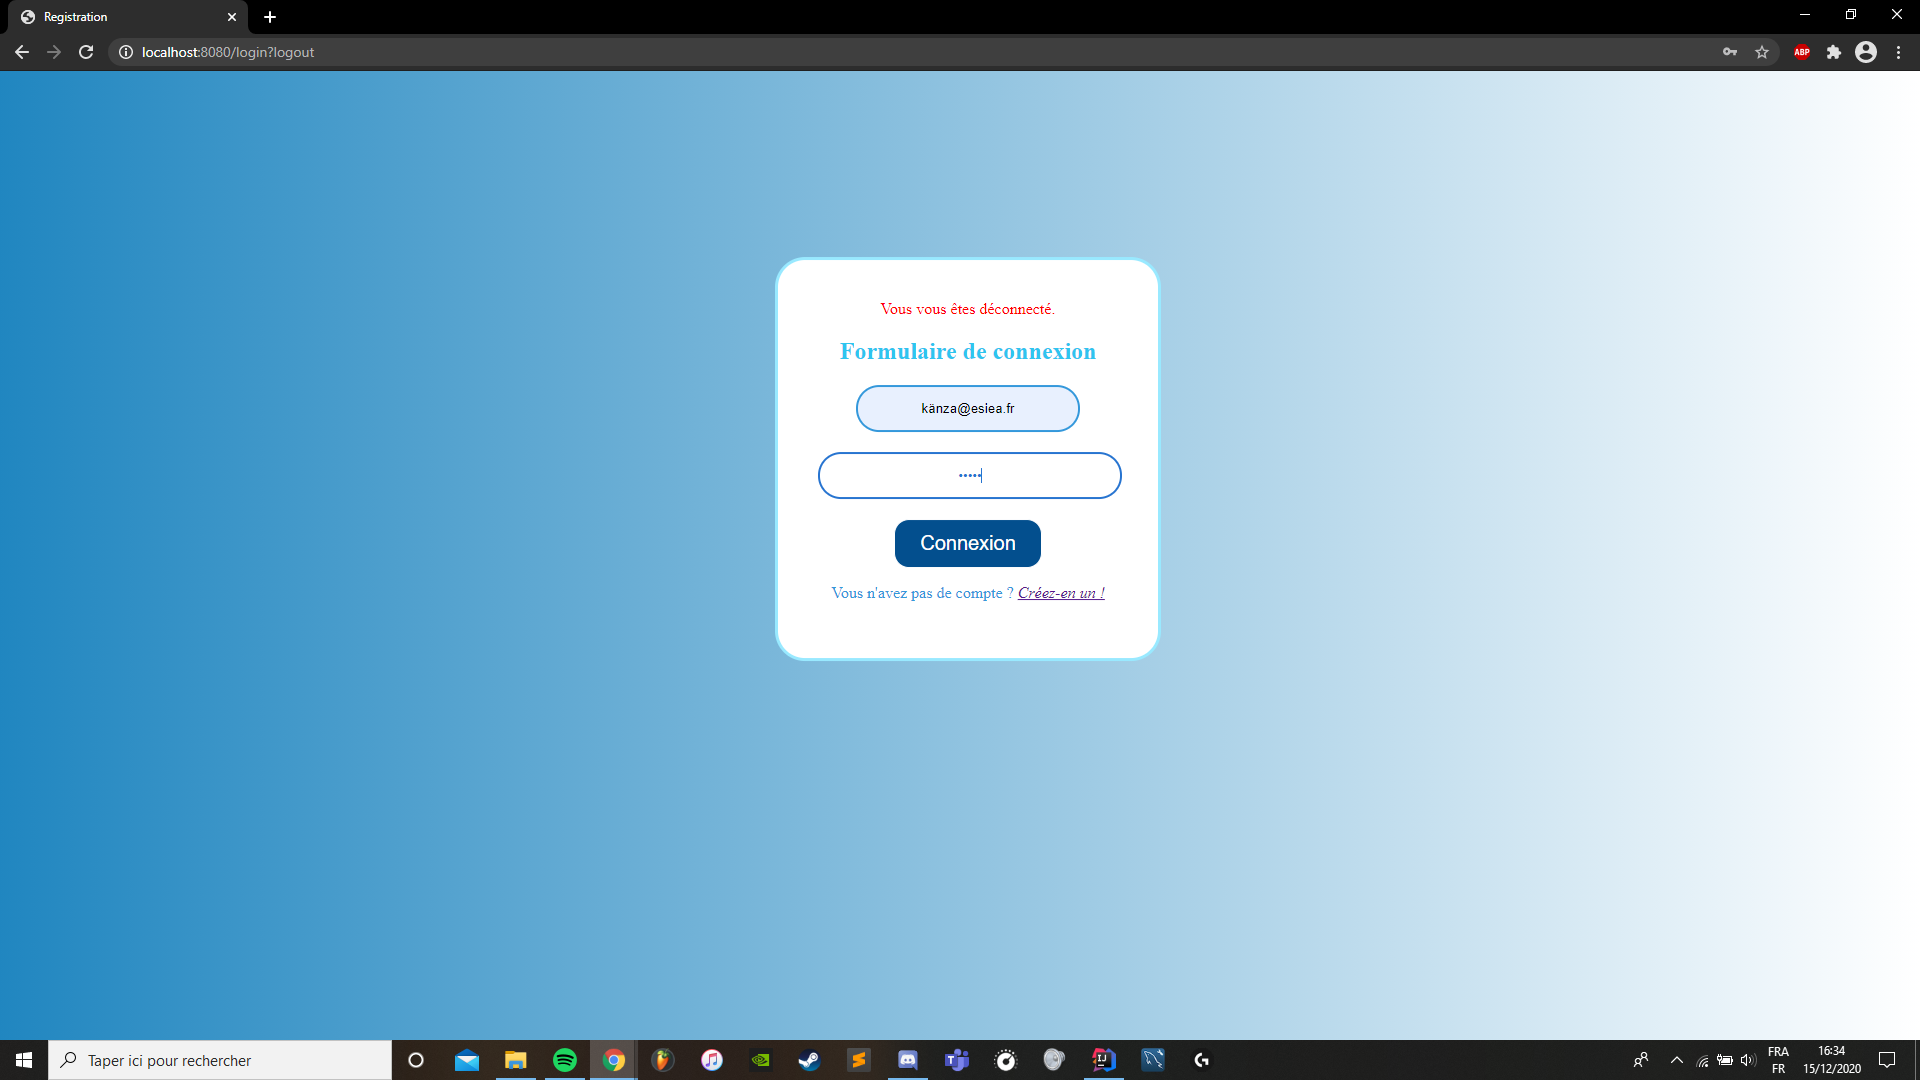 Registration
localhost:8080/login?logout
ABP
Vous vous êtes déconnecté.
Formulaire de connexion
känza@esiea.fr
•••••
Connexion
Vous n'avez pas de compte ? Créez-en un !
Taper ici pour rechercher
FRA
FR
16:34
15/12/2020